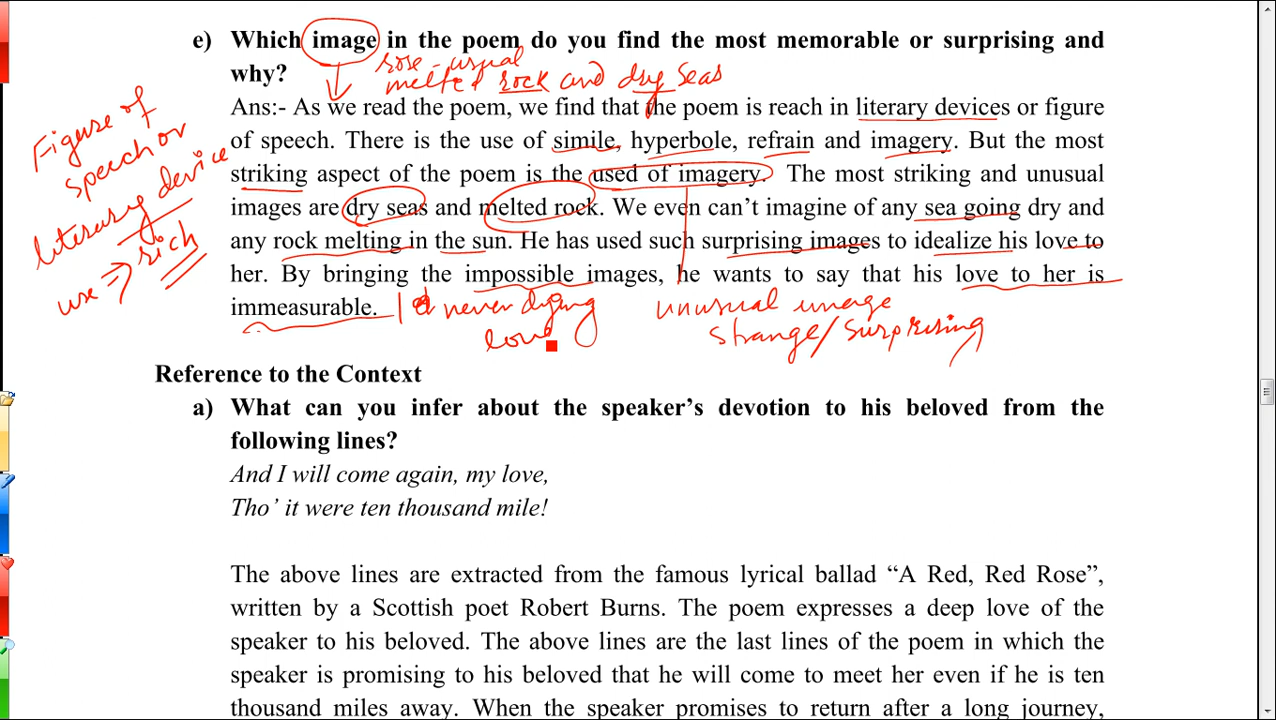 e) Which image in the poem do you find the most memorable or surprising and
rose - usual
why?
melted rock and dry seas
Ans:- As we read the poem, we find that the poem is reach in literary devices or figure
of speech. There is the use of simile, hyperbole, refrain and imagery. But the most
striking aspect of the poem is the used of imagery. The most striking and unusual
images are dry seas and melted rock. We even can't imagine of any sea going dry and
any rock melting in the sun. He has used such surprising images to idealize his love to
her. By bringing the impossible images, he wants to say that his love to her is
immeasurable.
Figure of
speech or
literary device
use => rich
never dying
love
unusual image
strange/surprising
Reference to the Context
a) What can you infer about the speaker's devotion to his beloved from the
following lines?
And I will come again, my love,
Tho' it were ten thousand mile!
The above lines are extracted from the famous lyrical ballad “A Red, Red Rose”,
written by a Scottish poet Robert Burns. The poem expresses a deep love of the
speaker to his beloved. The above lines are the last lines of the poem in which the
speaker is promising to his beloved that he will come to meet her even if he is ten
thousand miles away. When the speaker promises to return after a long journey,